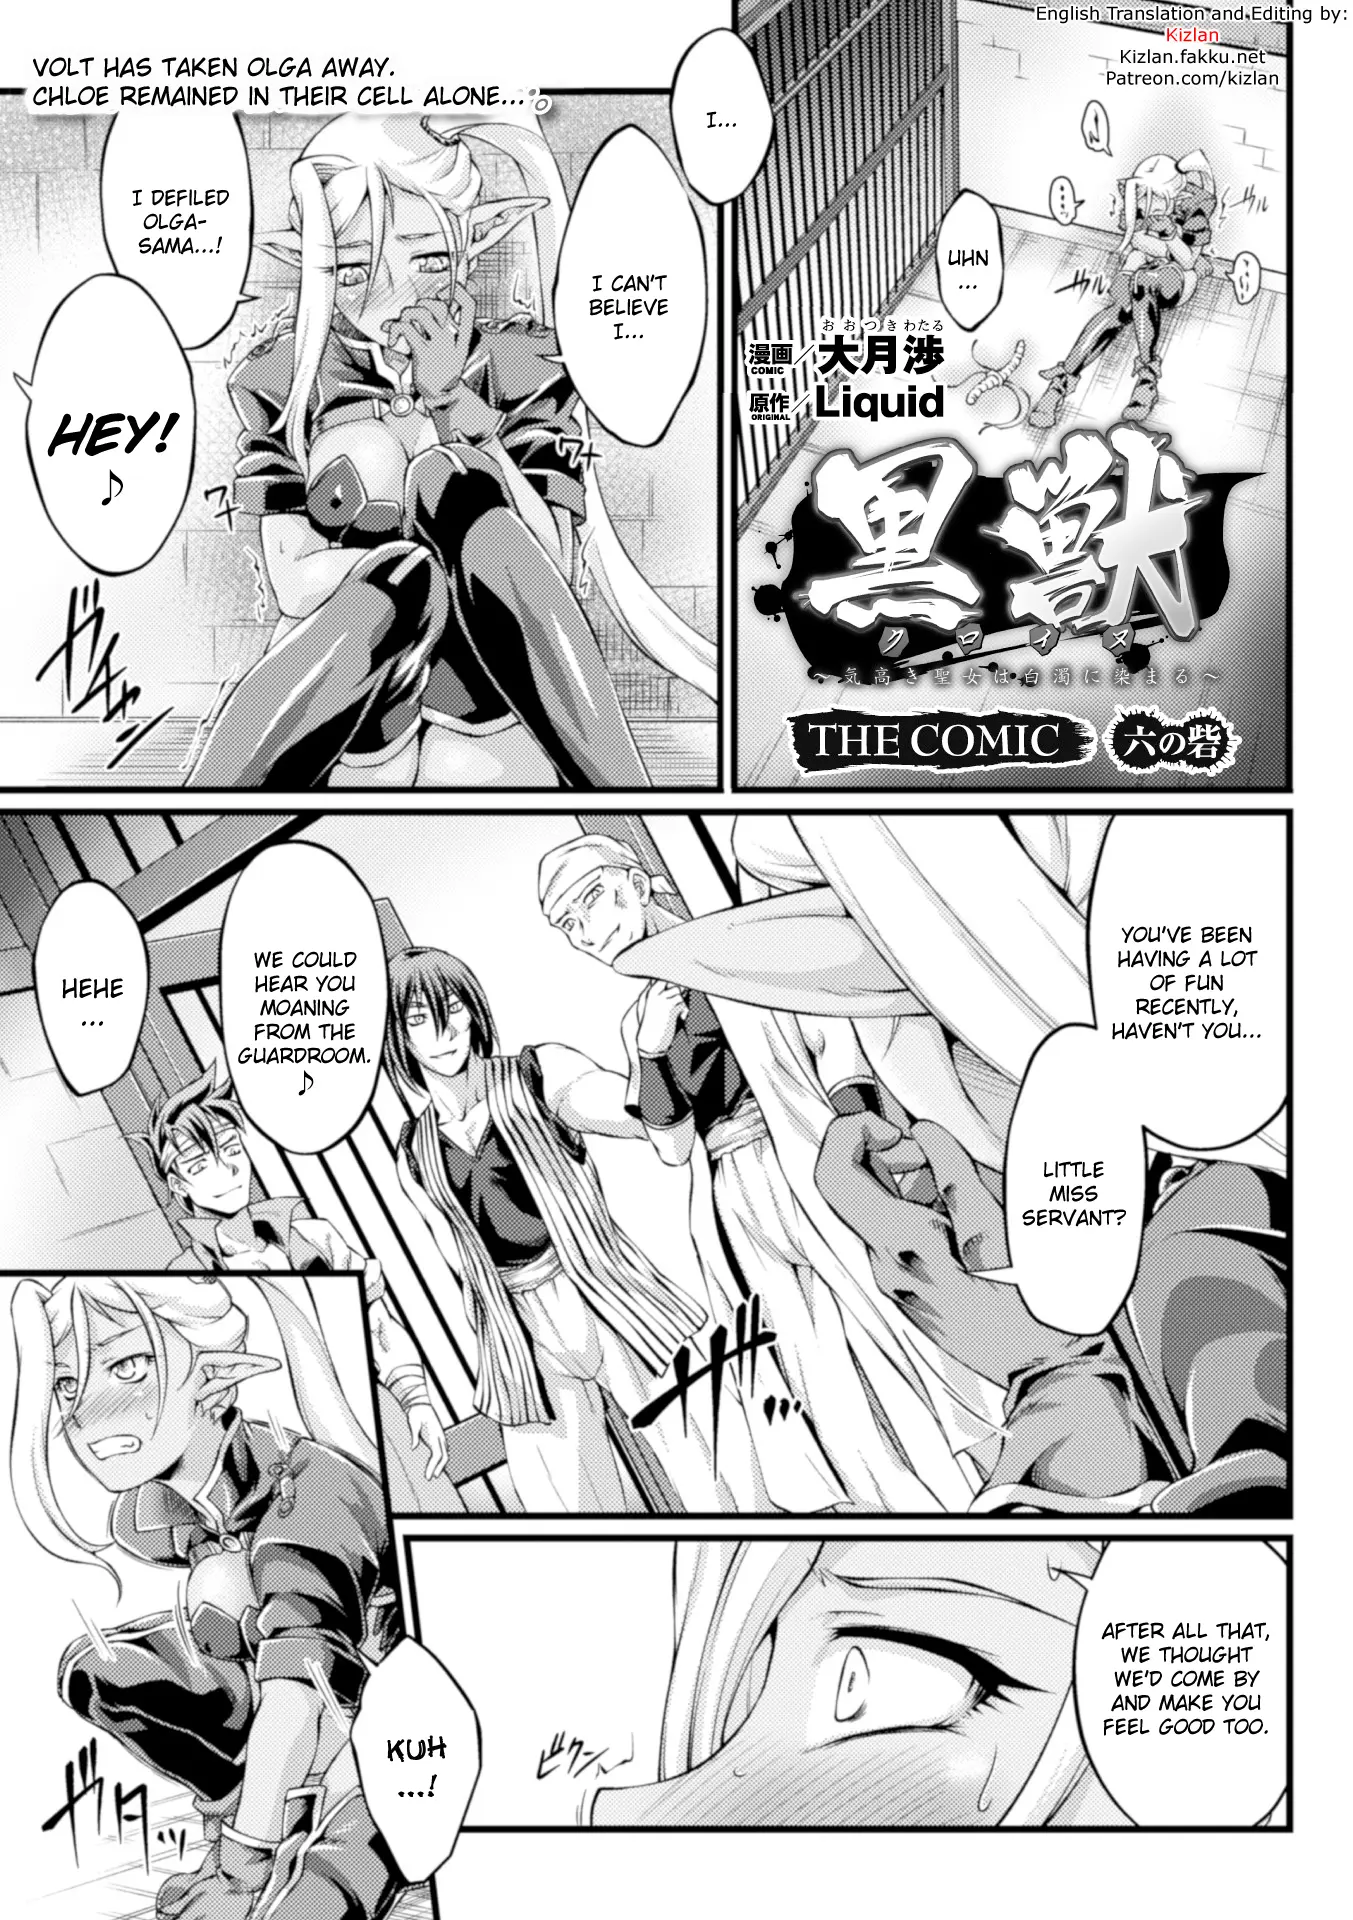 English Translation and Editing by:
Kizlan
Kizlan.fakku.net
Patreon.com/kizlan
VOLT HAS TAKEN OLGA AWAY.
CHLOE REMAINED IN THEIR CELL ALONE...
UHN
...
I...
おおつきわたる
漫画/大月渉
COMIC
原作/Liquid
ORIGINAL
黒獣
クロイヌ
～気高き聖女は白濁に染まる～
THE COMIC
六の砦
I CAN'T
BELIEVE
I...
I DEFILED
OLGA-
SAMA...!
HEY!
♪
YOU'VE BEEN
HAVING A LOT
OF FUN
RECENTLY,
HAVEN'T YOU...
LITTLE
MISS
SERVANT?
WE COULD
HEAR YOU
MOANING
FROM THE
GUARDROOM.
♪
HEHE
...
AFTER ALL THAT,
WE THOUGHT
WE'D COME BY
AND MAKE YOU
FEEL GOOD TOO.
KUH
...!